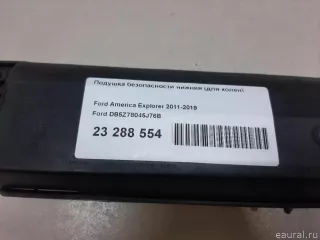 Подушка безопасности нижняя (для колен)
Ford America Explorer 2011-2019
Ford DB5Z78045J76B
23 288 554
eaural.ru©